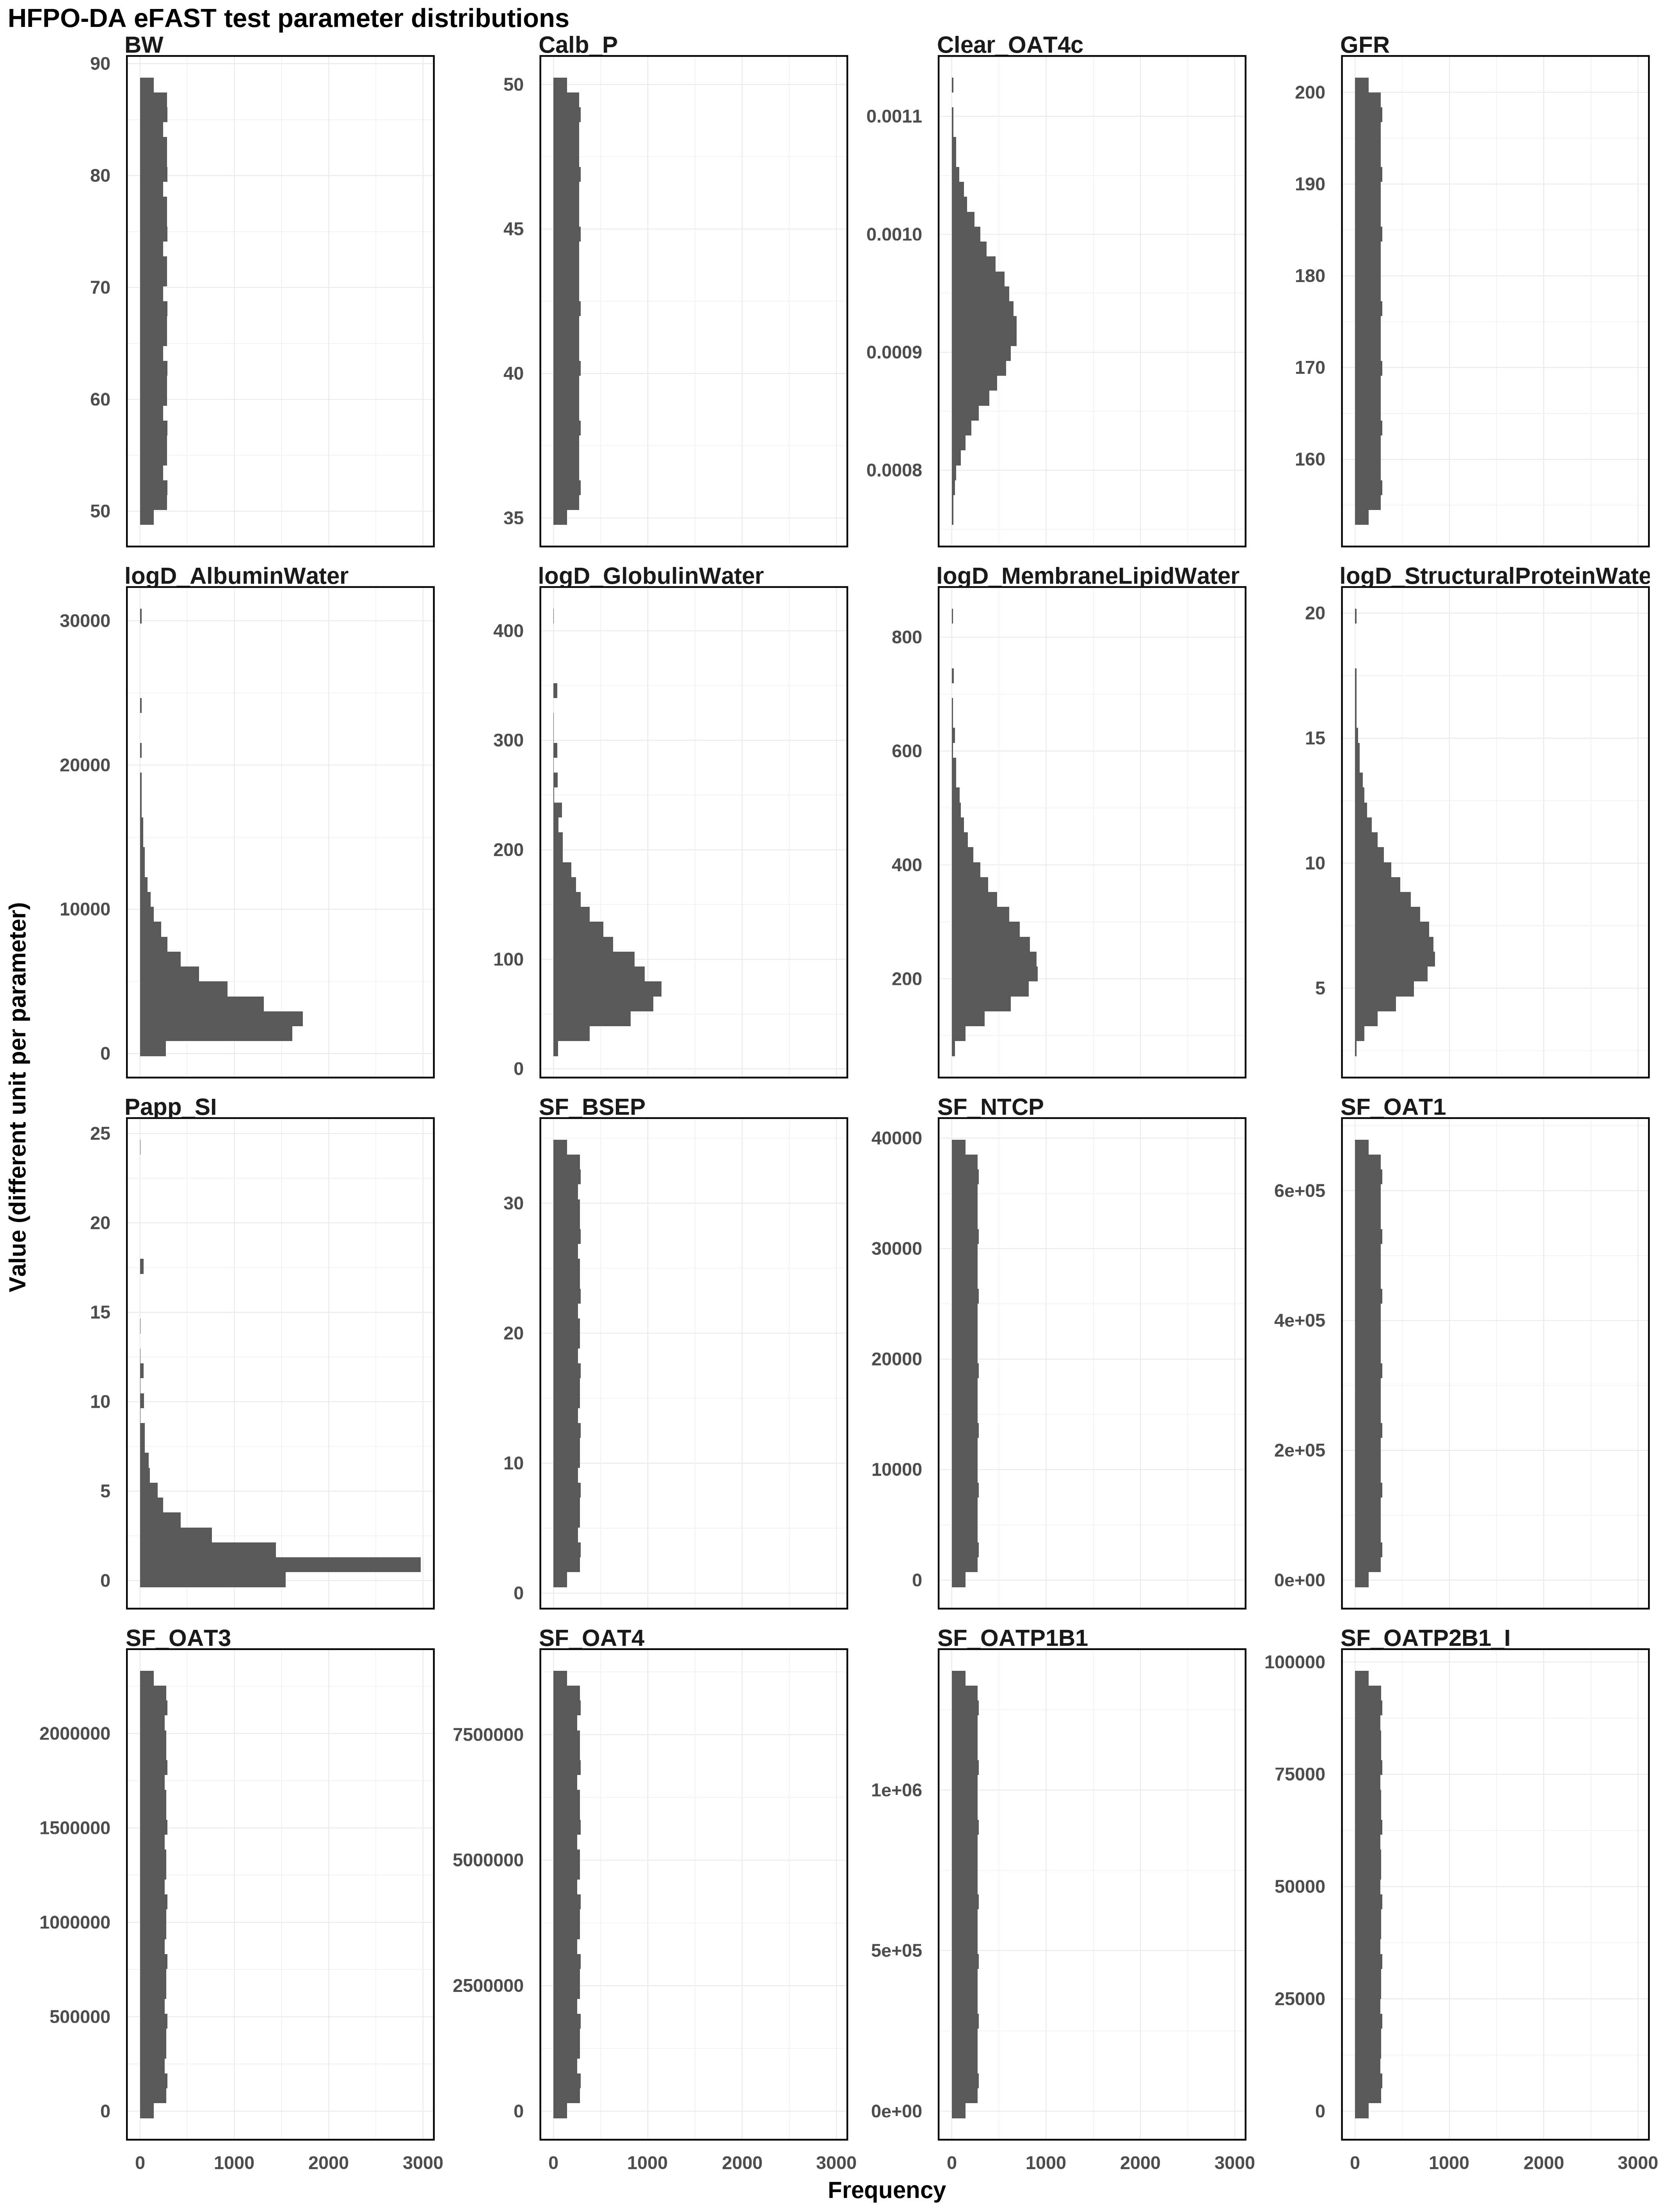 HFPO-DA eFAST test parameter distributions
BW
Calb_P
Clear_OAT4c
GFR
90
80
70
60
50
50
45
40
35
0.0011
0.0010
0.0009
0.0008
200
190
180
170
160
logD_AlbuminWater
logD_GlobulinWater
logD_MembraneLipidWater
logD_StructuralProteinWate
30000
20000
10000
0
400
300
200
100
0
800
600
400
200
20
15
10
5
Value (different unit per parameter)
Papp_SI
SF_BSEP
SF_NTCP
SF_OAT1
25
20
15
10
5
0
30
20
10
0
40000
30000
20000
10000
0
6e+05
4e+05
2e+05
0e+00
SF_OAT3
SF_OAT4
SF_OATP1B1
SF_OATP2B1_I
2000000
1500000
1000000
500000
0
7500000
5000000
2500000
0
1e+06
5e+05
0e+00
100000
75000
50000
25000
0
0 1000 2000 3000
0 1000 2000 3000
0 1000 2000 3000
0 1000 2000 3000
Frequency